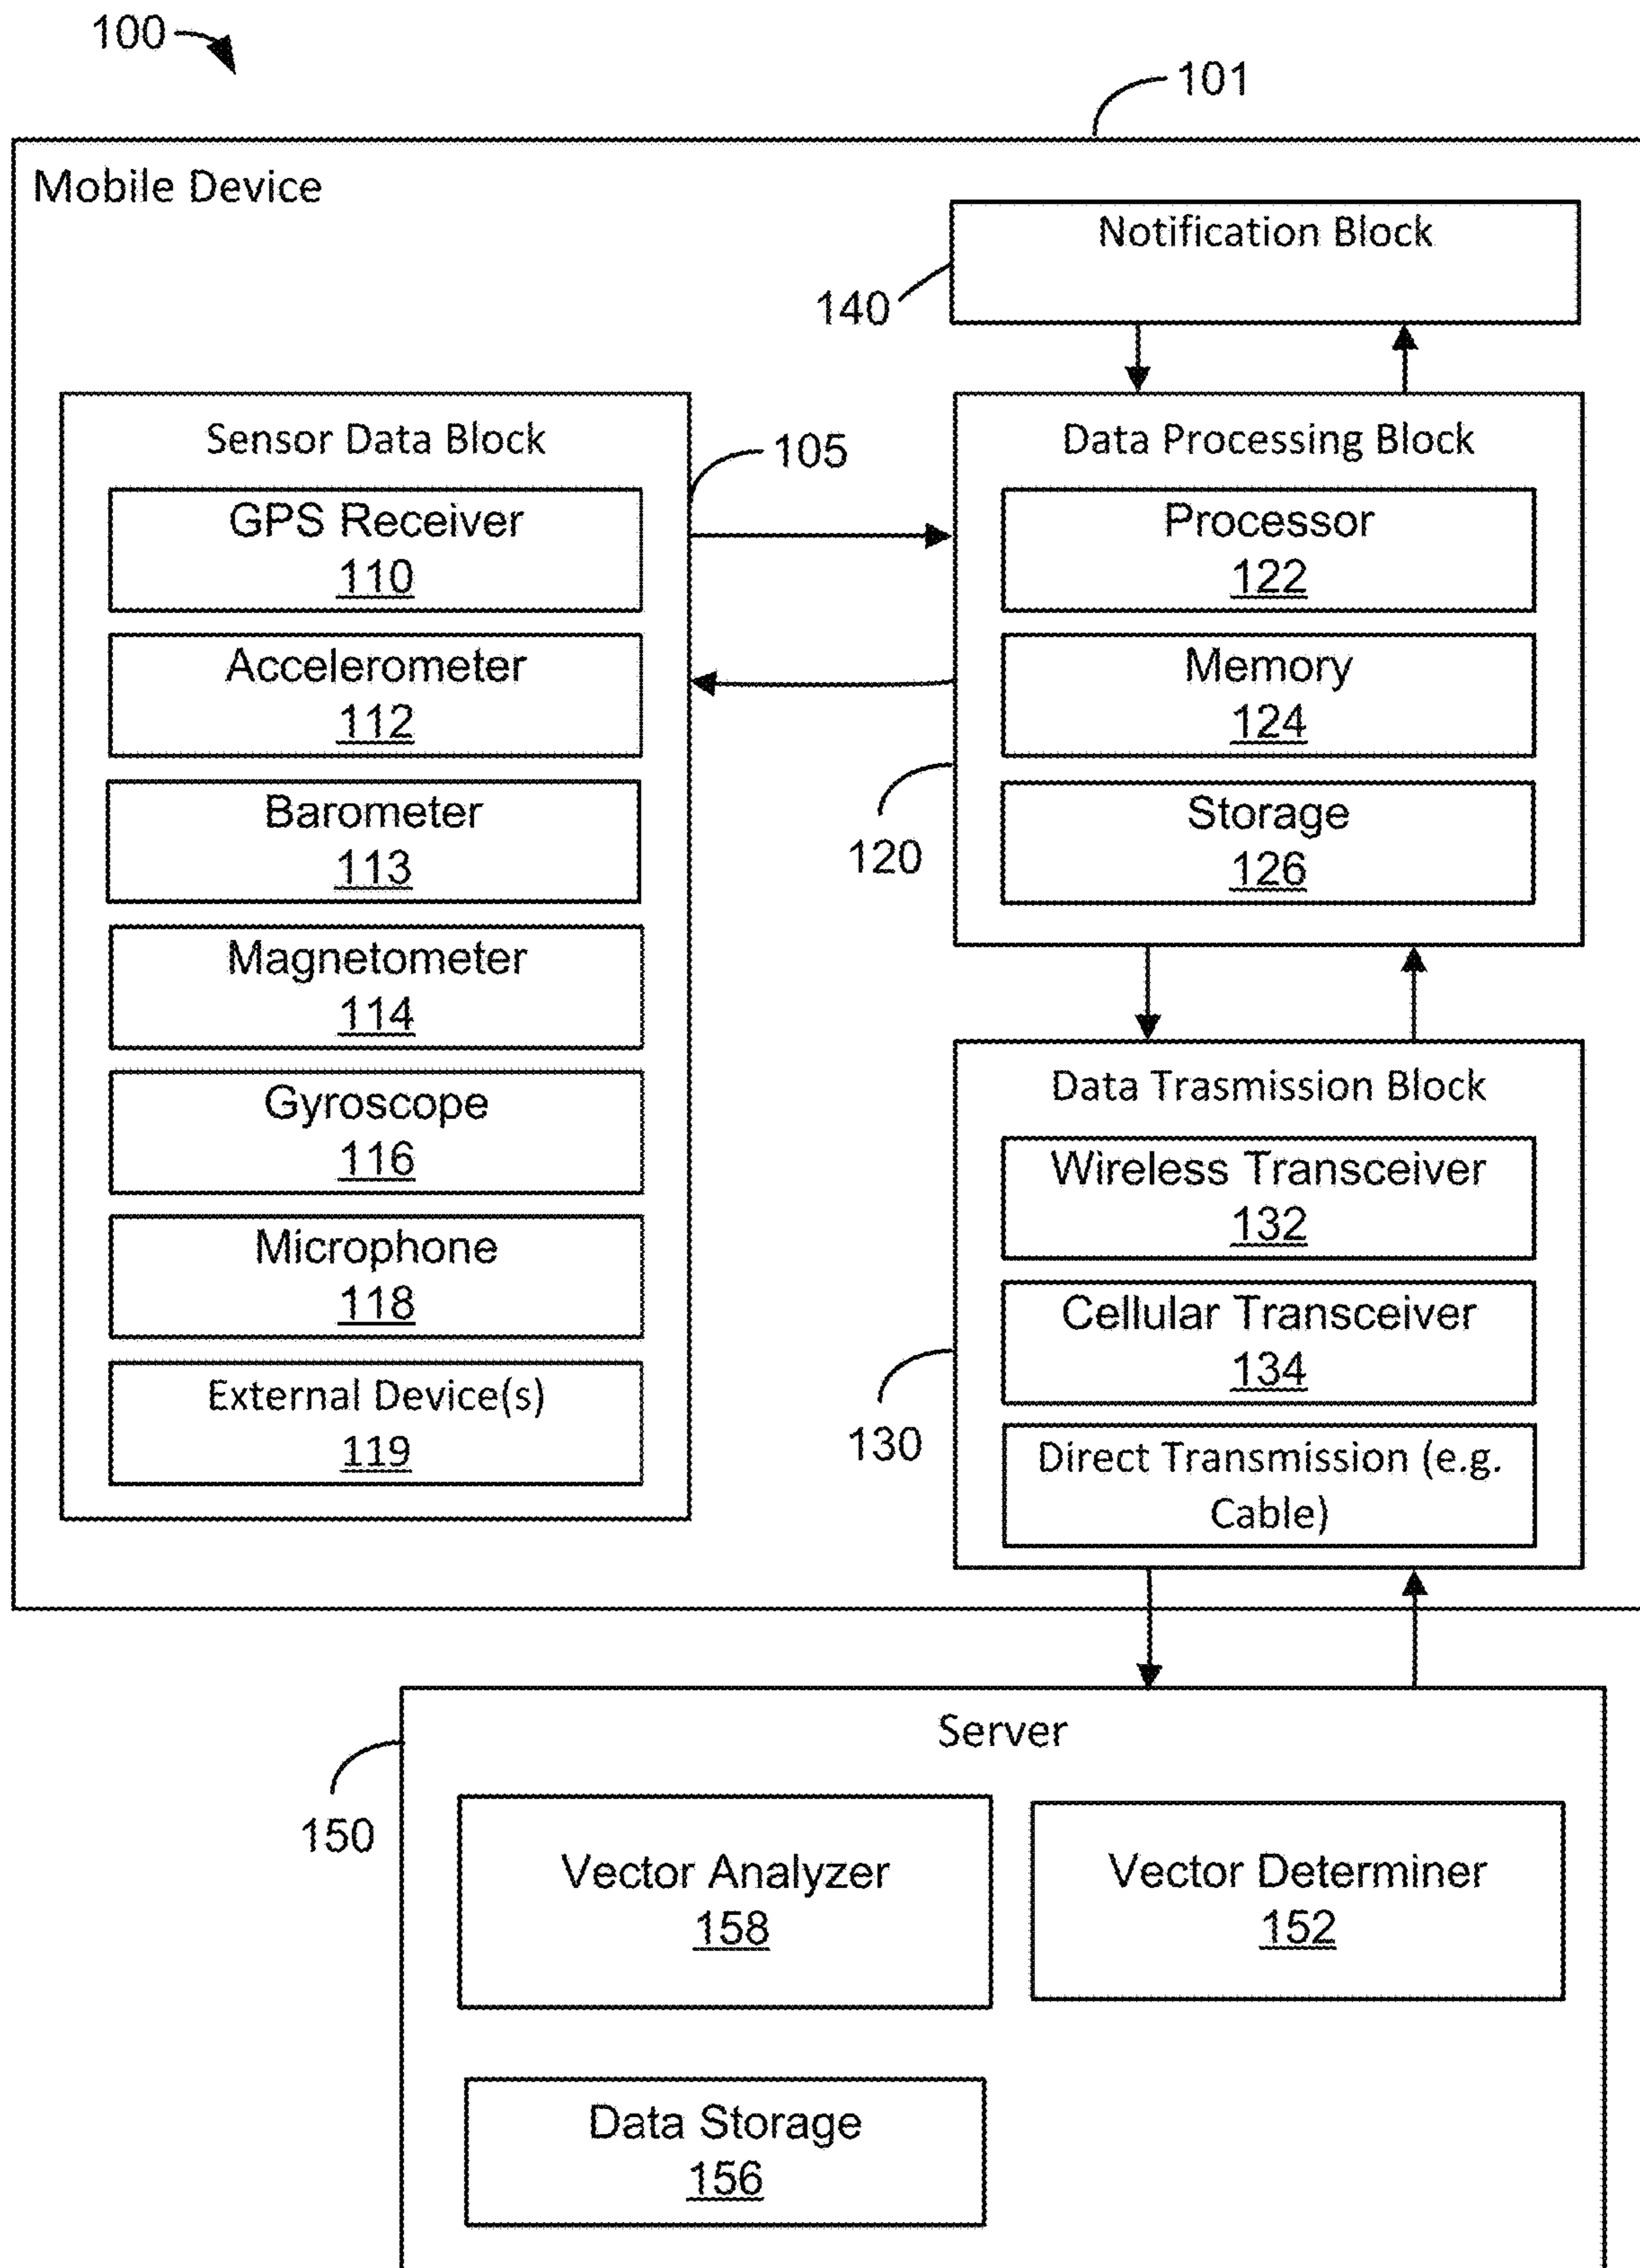 100
101
Mobile Device
Notification Block
140
Sensor Data Block
105
GPS Receiver
110
Accelerometer
112
Barometer
113
Magnetometer
114
Gyroscope
116
Microphone
118
External Device(s)
119
Data Processing Block
Processor
122
Memory
124
Storage
126
120
Data Trasmission Block
Wireless Transceiver
132
Cellular Transceiver
134
Direct Transmission (e.g.
Cable)
130
Server
150
Vector Analyzer
158
Vector Determiner
152
Data Storage
156